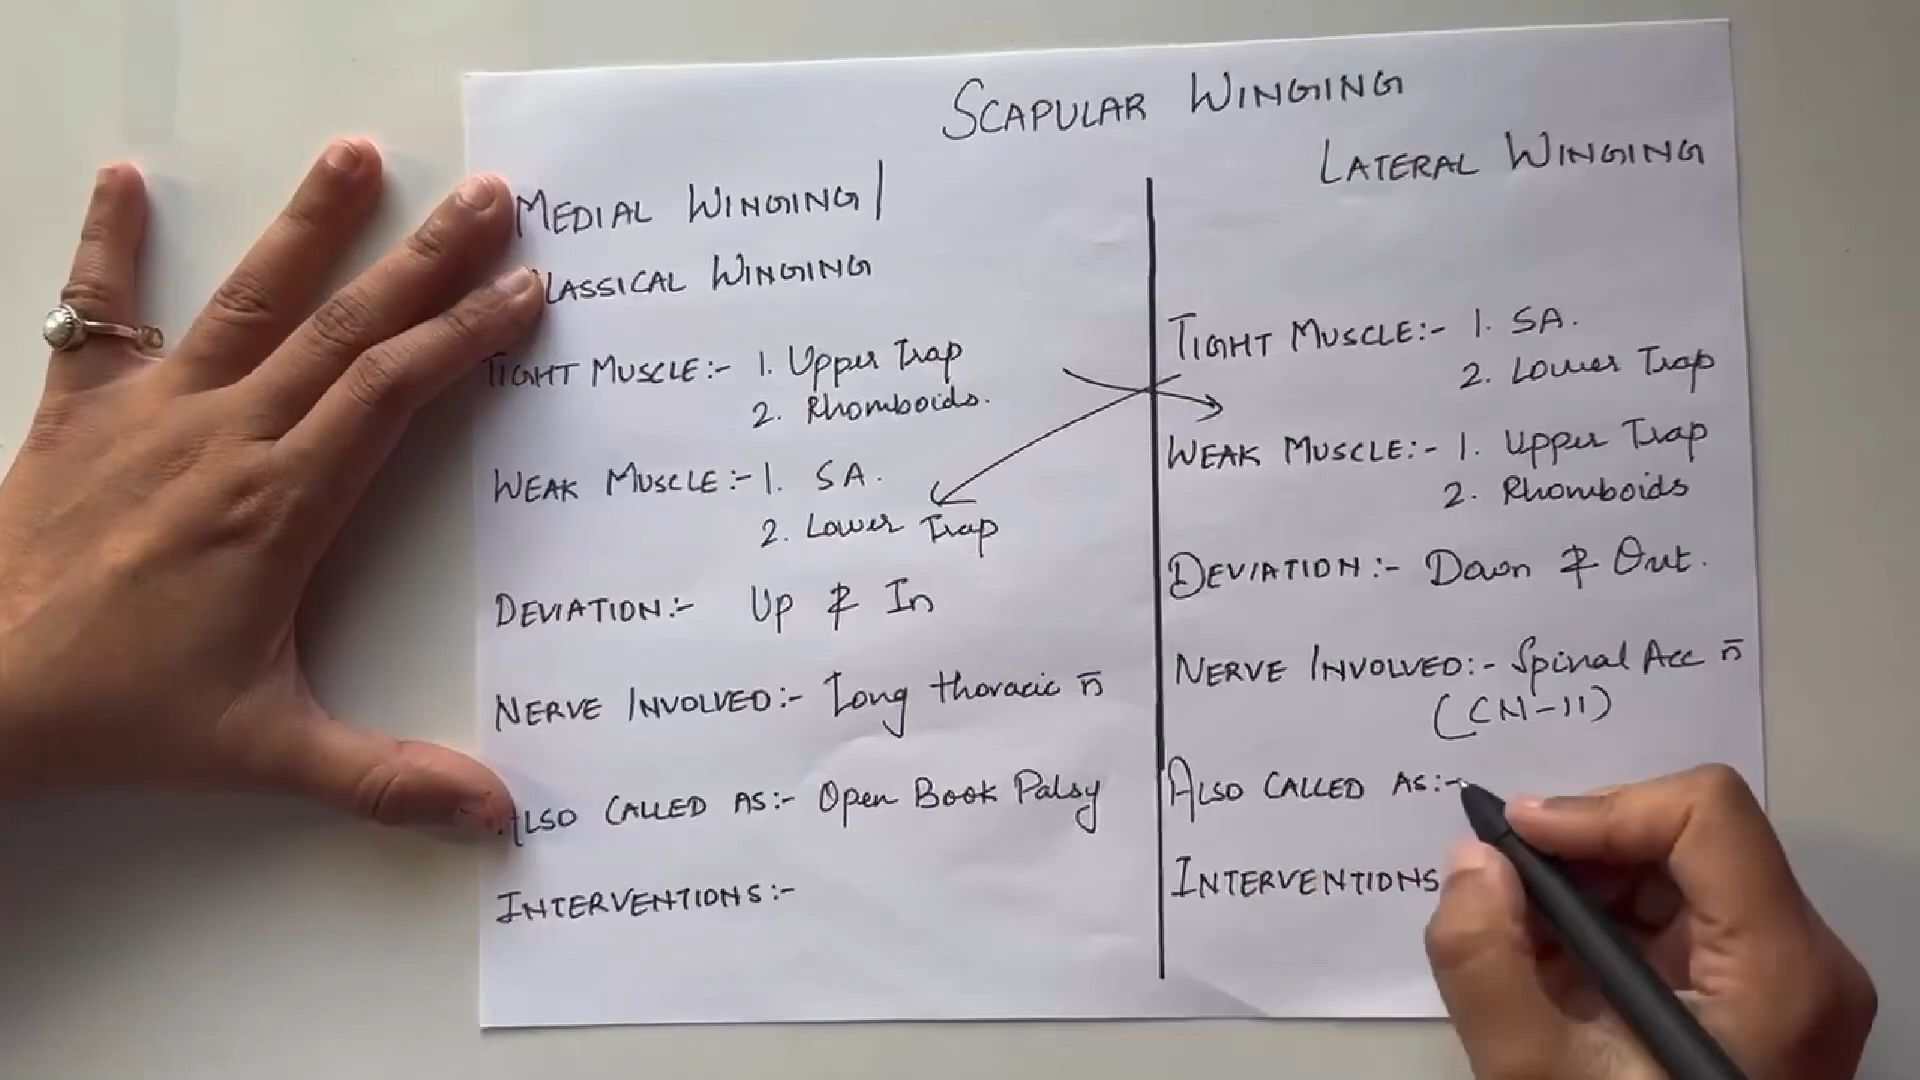 SCAPULAR WINGING
MEDIAL WINGING/
CLASSICAL WINGING
TIGHT MUSCLE:- 1. Upper Trap
2. Rhomboids.
WEAK MUSCLE:- 1. SA.
2. Lower Trap
DEVIATION:- Up & In
NERVE INVOLVED:- Long thoracic n̄
ALSO CALLED AS:- Open Book Palsy
INTERVENTIONS:-
LATERAL WINGING
TIGHT MUSCLE:- 1. SA.
2. Lower Trap
WEAK MUSCLE:- 1. Upper Trap
2. Rhomboids
DEVIATION:- Down & Out.
NERVE INVOLVED:- Spinal Acc n̄
(CN-11)
ALSO CALLED AS:-
INTERVENTIONS